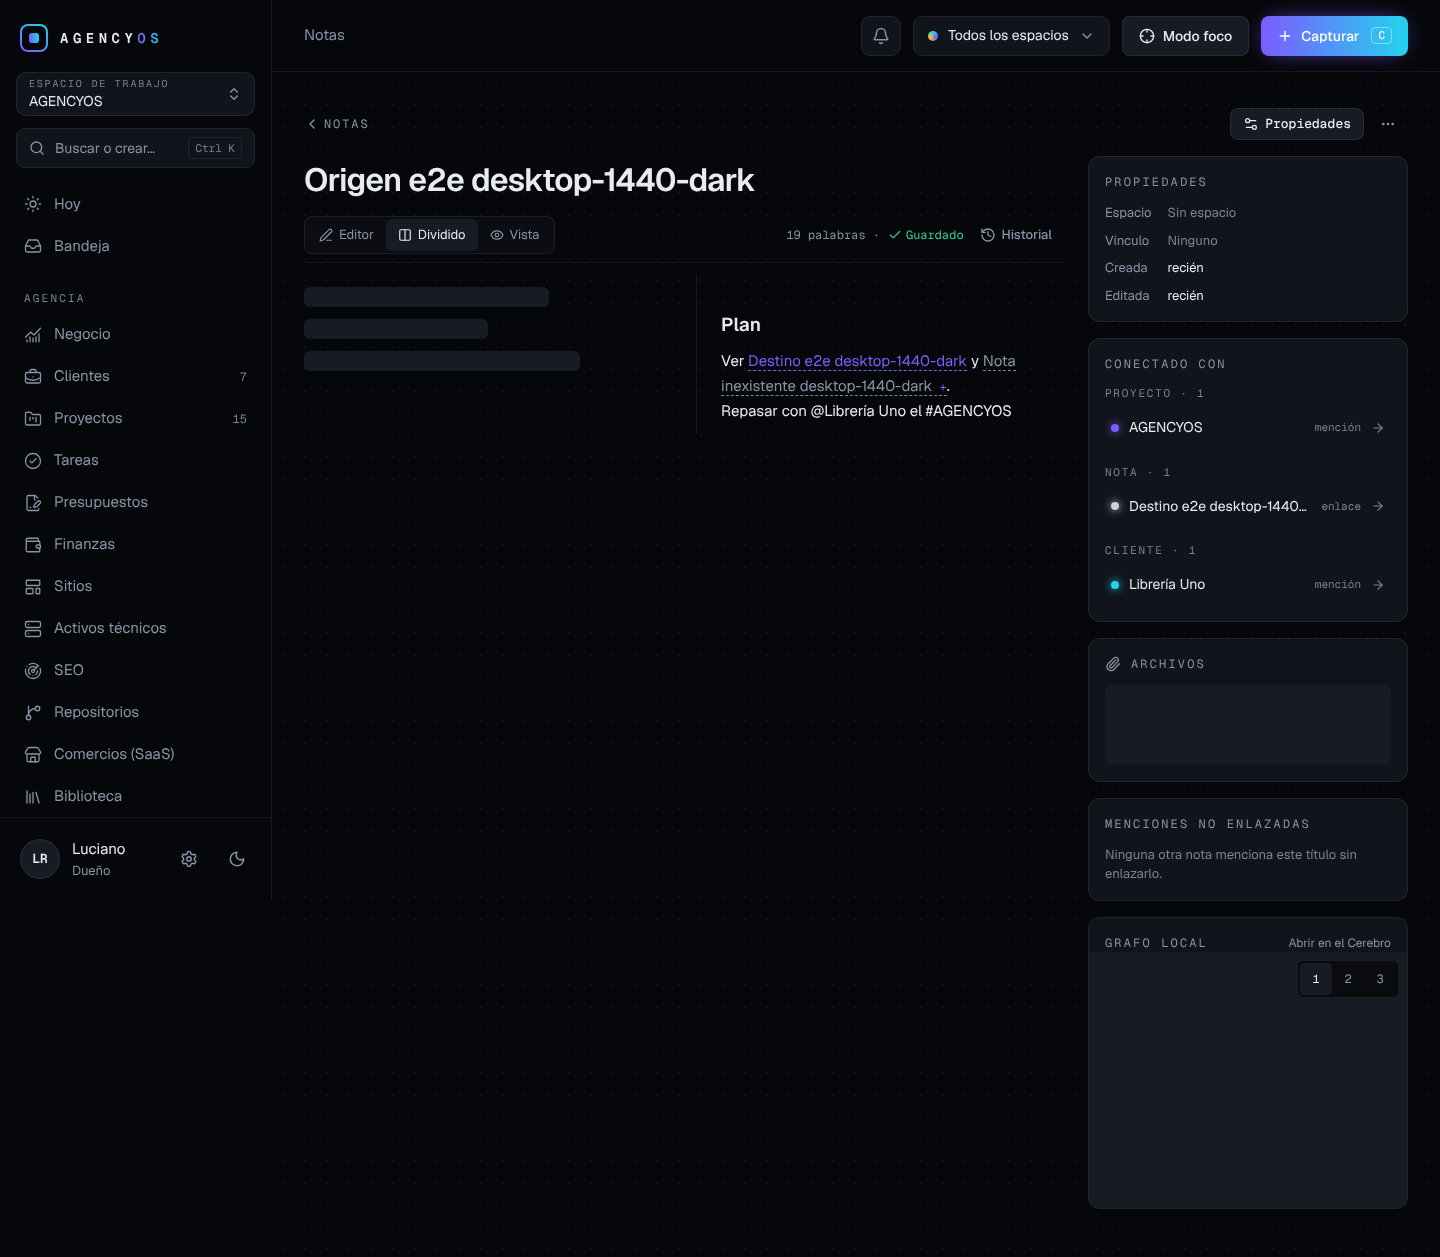 AGENCYOS
ESPACIO DE TRABAJO
AGENCYOS
Buscar o crear... Ctrl K
Hoy
Bandeja
AGENCIA
Negocio
Clientes 7
Proyectos 15
Tareas
Presupuestos
Finanzas
Sitios
Activos técnicos
SEO
Repositorios
Comercios (SaaS)
Biblioteca
LR
Luciano
Dueño
Notas
Todos los espacios
Modo foco
Capturar C
NOTAS
Propiedades
Origen e2e desktop-1440-dark
Editor Dividido Vista
19 palabras · Guardado Historial
Plan
Ver Destino e2e desktop-1440-dark y Nota
inexistente desktop-1440-dark +.
Repasar con @Librería Uno el #AGENCYOS
PROPIEDADES
Espacio Sin espacio
Vínculo Ninguno
Creada recién
Editada recién
CONECTADO CON
PROYECTO · 1
AGENCYOS mención
NOTA · 1
Destino e2e desktop-1440... enlace
CLIENTE · 1
Librería Uno mención
ARCHIVOS
MENCIONES NO ENLAZADAS
Ninguna otra nota menciona este título sin
enlazarlo.
GRAFO LOCAL Abrir en el Cerebro
1 2 3